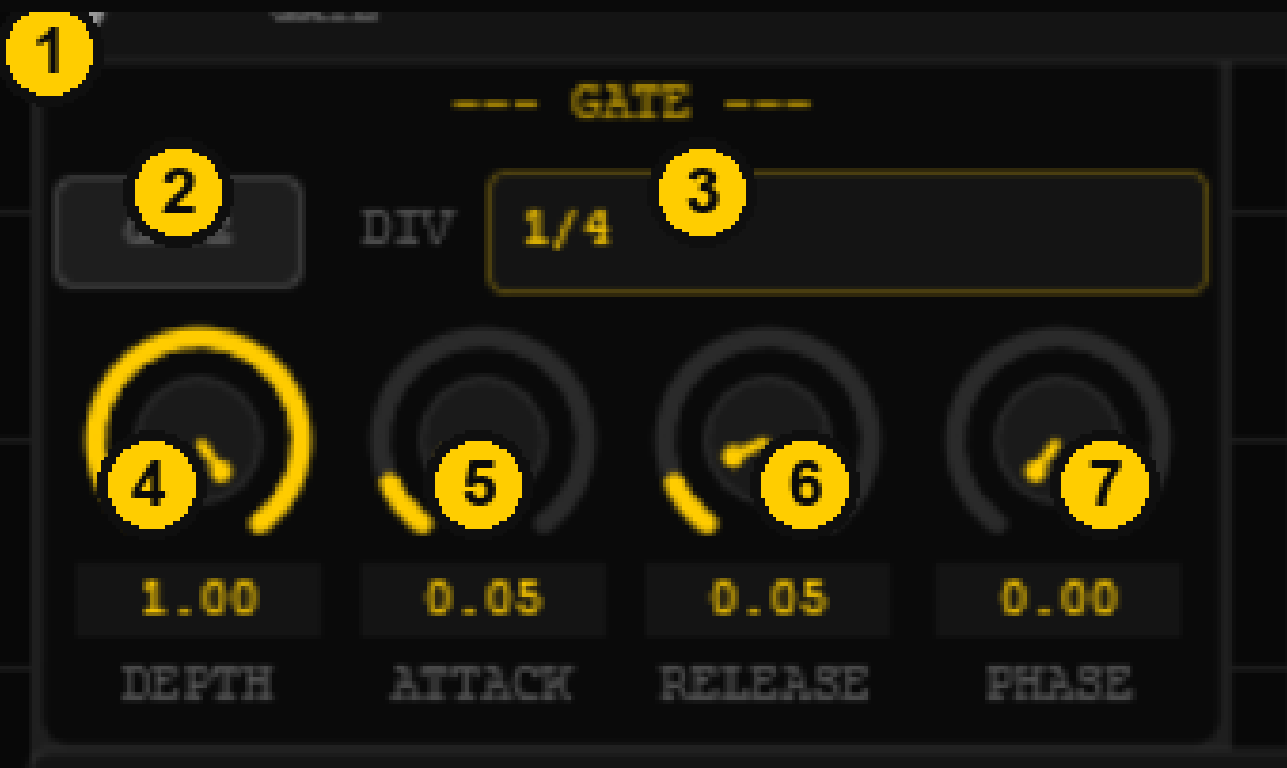 1
--- GATE ---
2
DIV
1/4
3
4
5
6
7
1.00
0.05
0.05
0.00
DEPTH
ATTACK
RELEASE
PHASE